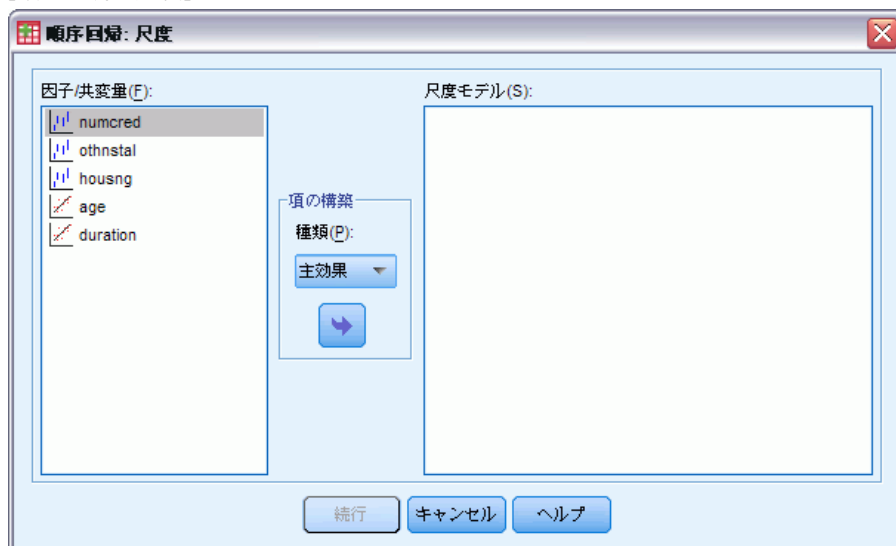 順序回帰: 尺度
因子/共変量(F):
numcred
othnstal
housng
age
duration
項の構築
種類(P):
主効果
尺度モデル(S):
続行
キャンセル
ヘルプ